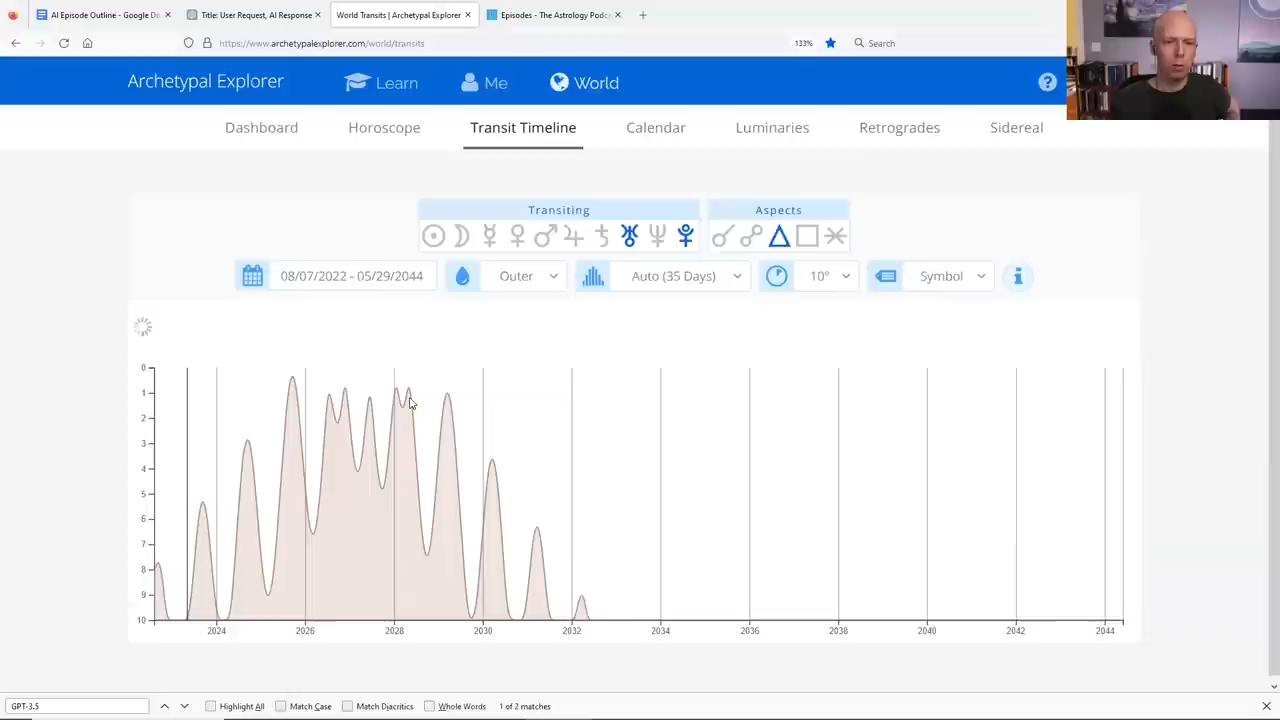 AI Episode Outline - Google Do
Title: User Request, AI Response
World Transits | Archetypal Explorer
Episodes - The Astrology Podc
https://www.archetypalexplorer.com/world/transits
133%
Search
Archetypal Explorer
Learn
Me
World
?
Dashboard
Horoscope
Transit Timeline
Calendar
Luminaries
Retrogrades
Sidereal
Transiting
Aspects
☉ ☽ ☿ ♀ ♂ ♃ ♄ ♅ ♆ ♇
☌ ☍ △ □ ⚹
08/07/2022 - 05/29/2044
Outer
Auto (35 Days)
10°
Symbol
i
0
1
2
3
4
5
6
7
8
9
10
2024 2026 2028 2030 2032 2034 2036 2038 2040 2042 2044
GPT-3.5
Highlight All
Match Case
Match Diacritics
Whole Words
1 of 2 matches